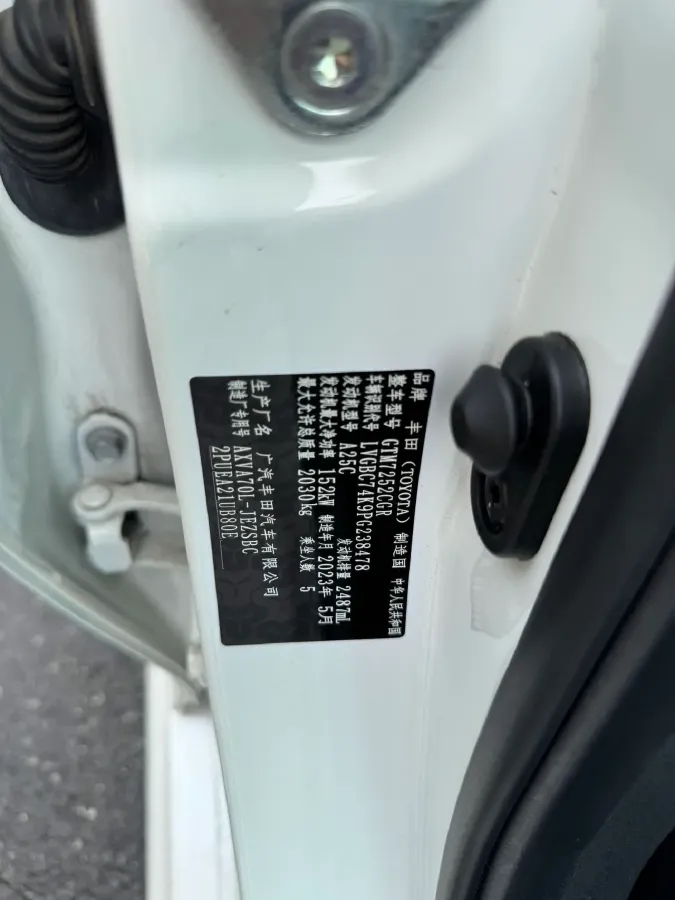 品牌 丰田(TOYOTA) 制造国 中华人民共和国
整车型号 GTM7252CGR
车辆识别代号 LVGBC74K9PG238478
发动机型号 A25C 发动机排量 2487mL
发动机最大净功率 152kW 制造年月 2023年 5月
最大允许总质量 2030kg 乘坐人数 5
生产厂名 广汽丰田汽车有限公司
制造厂专用号 AXVA70L-JEZSBC
2PUEA21UB80E